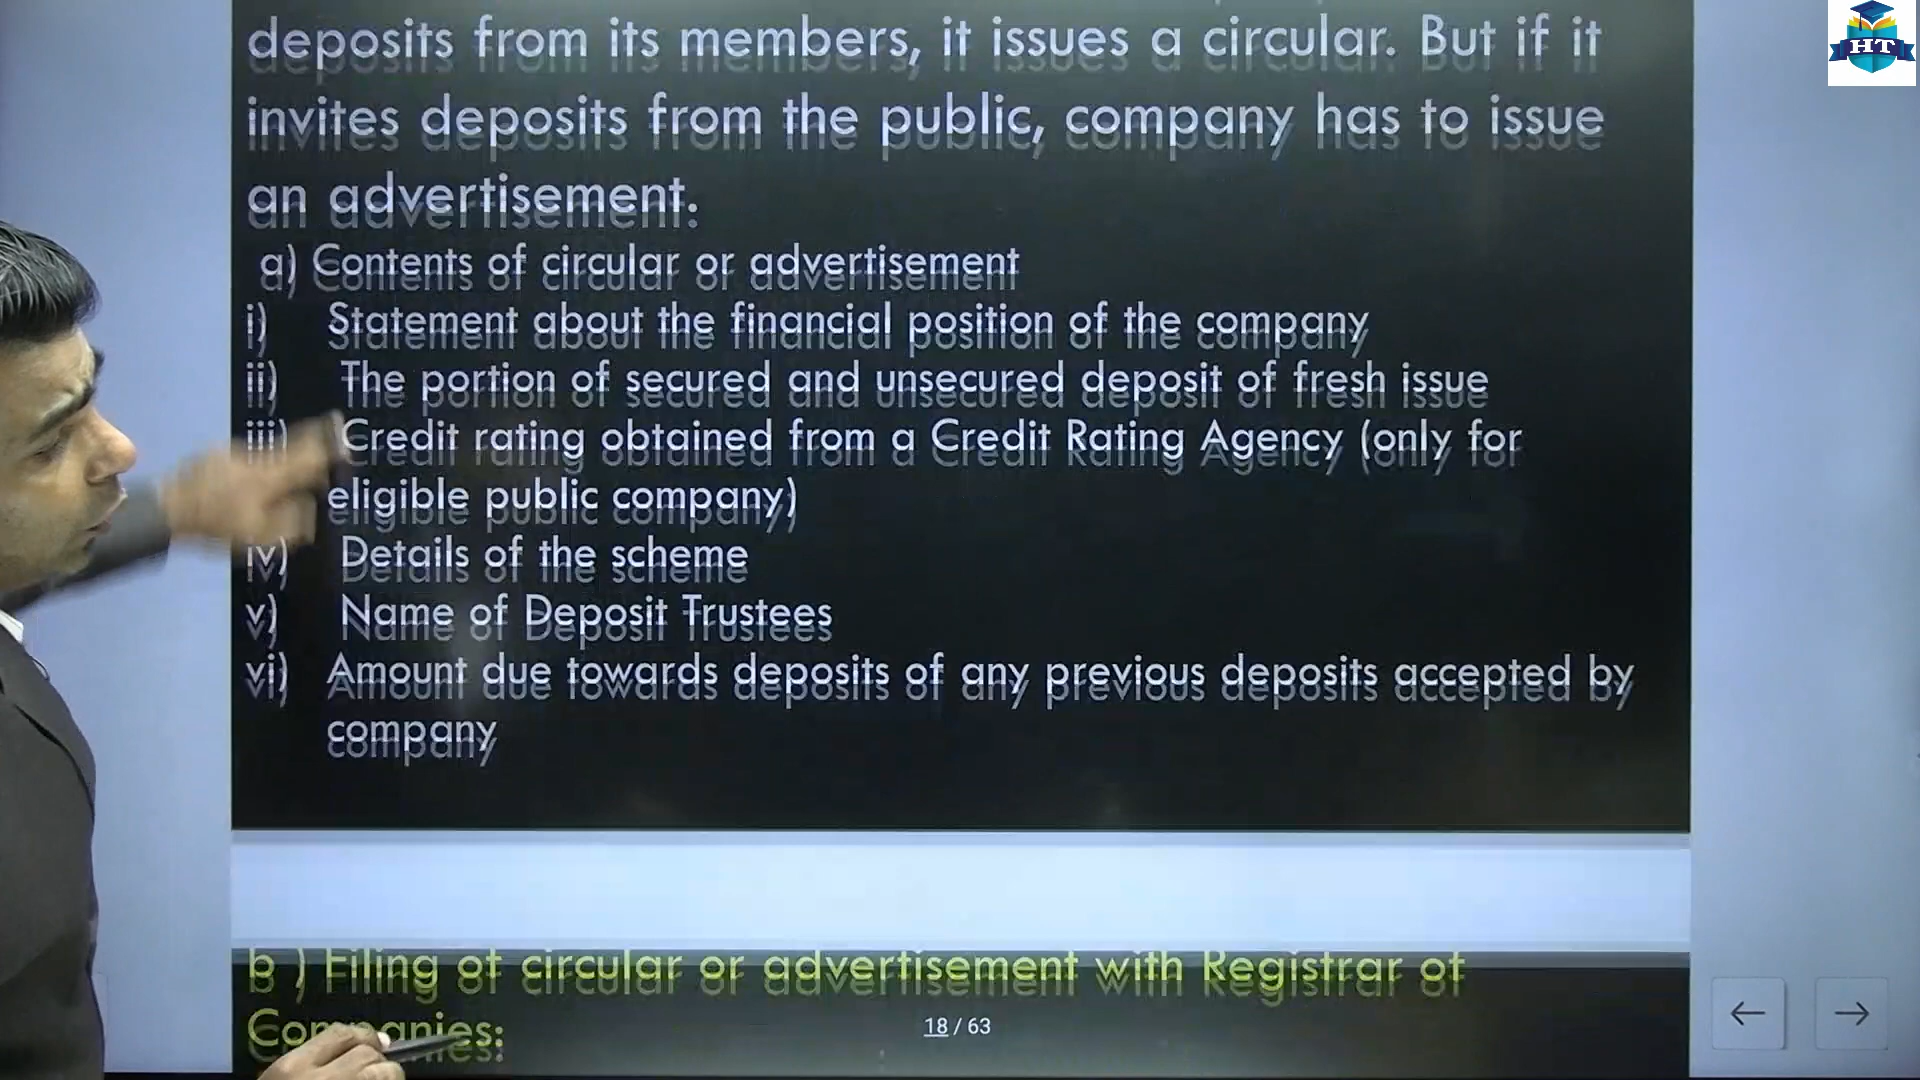 HT
deposits from its members, it issues a circular. But if it
invites deposits from the public, company has to issue
an advertisement.
a) Contents of circular or advertisement
i) Statement about the financial position of the company
ii) The portion of secured and unsecured deposit of fresh issue
iii) Credit rating obtained from a Credit Rating Agency (only for
eligible public company)
iv) Details of the scheme
v) Name of Deposit Trustees
vi) Amount due towards deposits of any previous deposits accepted by
company
b ) Filing of circular or advertisement with Registrar of
Companies:
18 / 63